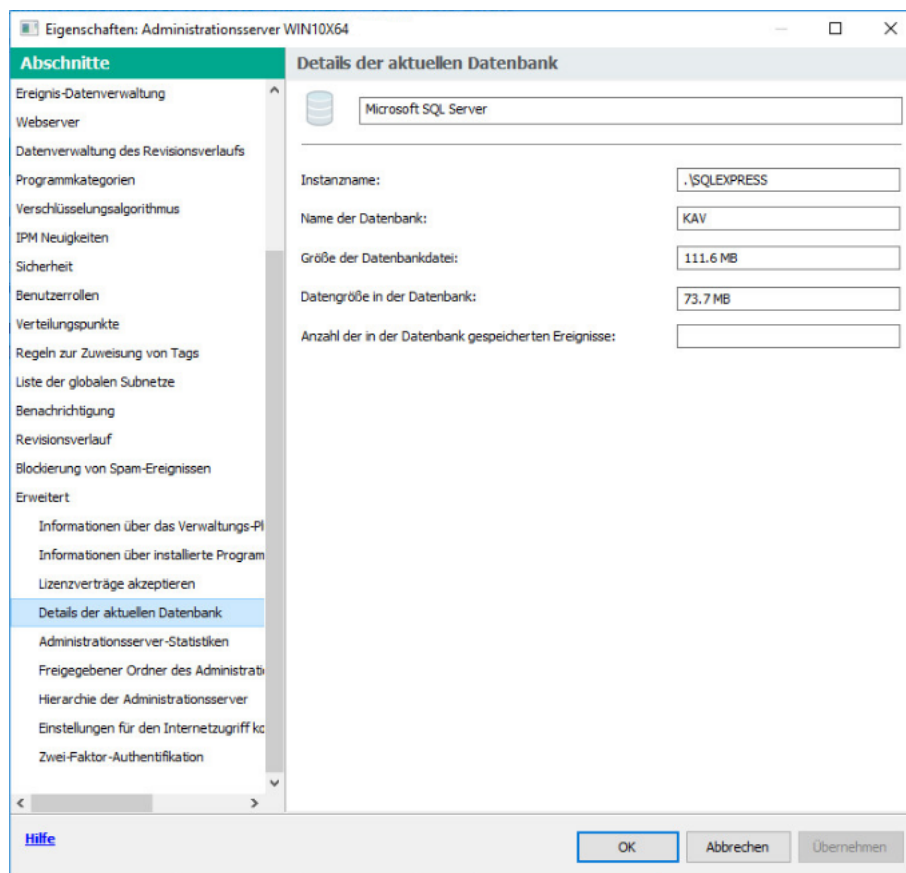 Eigenschaften: Administrationsserver WIN10X64
Abschnitte
Ereignis-Datenverwaltung
Webserver
Datenverwaltung des Revisionsverlaufs
Programmkategorien
Verschlüsselungsalgorithmus
IPM Neuigkeiten
Sicherheit
Benutzerrollen
Verteilungspunkte
Regeln zur Zuweisung von Tags
Liste der globalen Subnetze
Benachrichtigung
Revisionsverlauf
Blockierung von Spam-Ereignissen
Erweitert
Informationen über das Verwaltungs-Pl
Informationen über installierte Program
Lizenzverträge akzeptieren
Details der aktuellen Datenbank
Administrationsserver-Statistiken
Freigegebener Ordner des Administrati
Hierarchie der Administrationsserver
Einstellungen für den Internetzugriff ko
Zwei-Faktor-Authentifikation
Details der aktuellen Datenbank
Microsoft SQL Server
Instanzname: .\SQLEXPRESS
Name der Datenbank: KAV
Größe der Datenbankdatei: 111.6 MB
Datengröße in der Datenbank: 73.7 MB
Anzahl der in der Datenbank gespeicherten Ereignisse:
Hilfe
OK Abbrechen Übernehmen